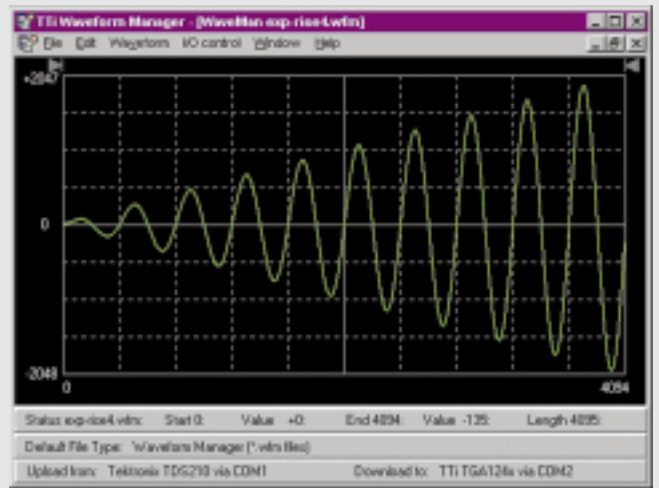 TTi Waveform Manager - [WaveMan exp-rise4.wfm]
File Edit Waveform I/O control Window Help
+2047
0
-2048
0 4094
Status exp-rise4.wfm: Start 0: Value +0: End 4094: Value -135: Length 4095:
Default File Type: Waveform Manager (*.wfm files)
Upload from: Tektronix TDS210 via COM1 Download to: TTi TGA124x via COM2